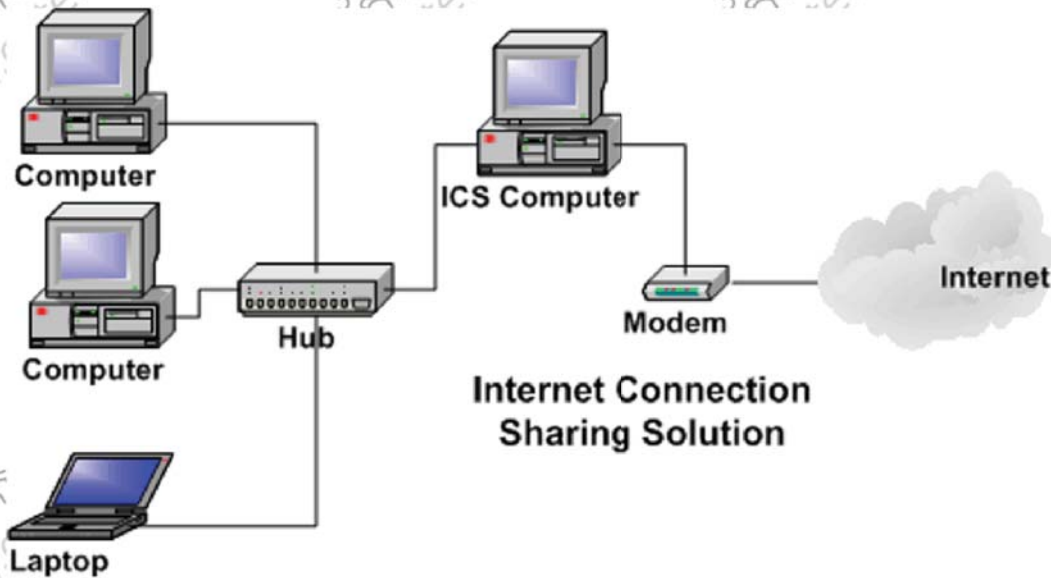 Computer
ICS Computer
Computer
Hub
Modem
Internet
Internet Connection
Sharing Solution
Laptop